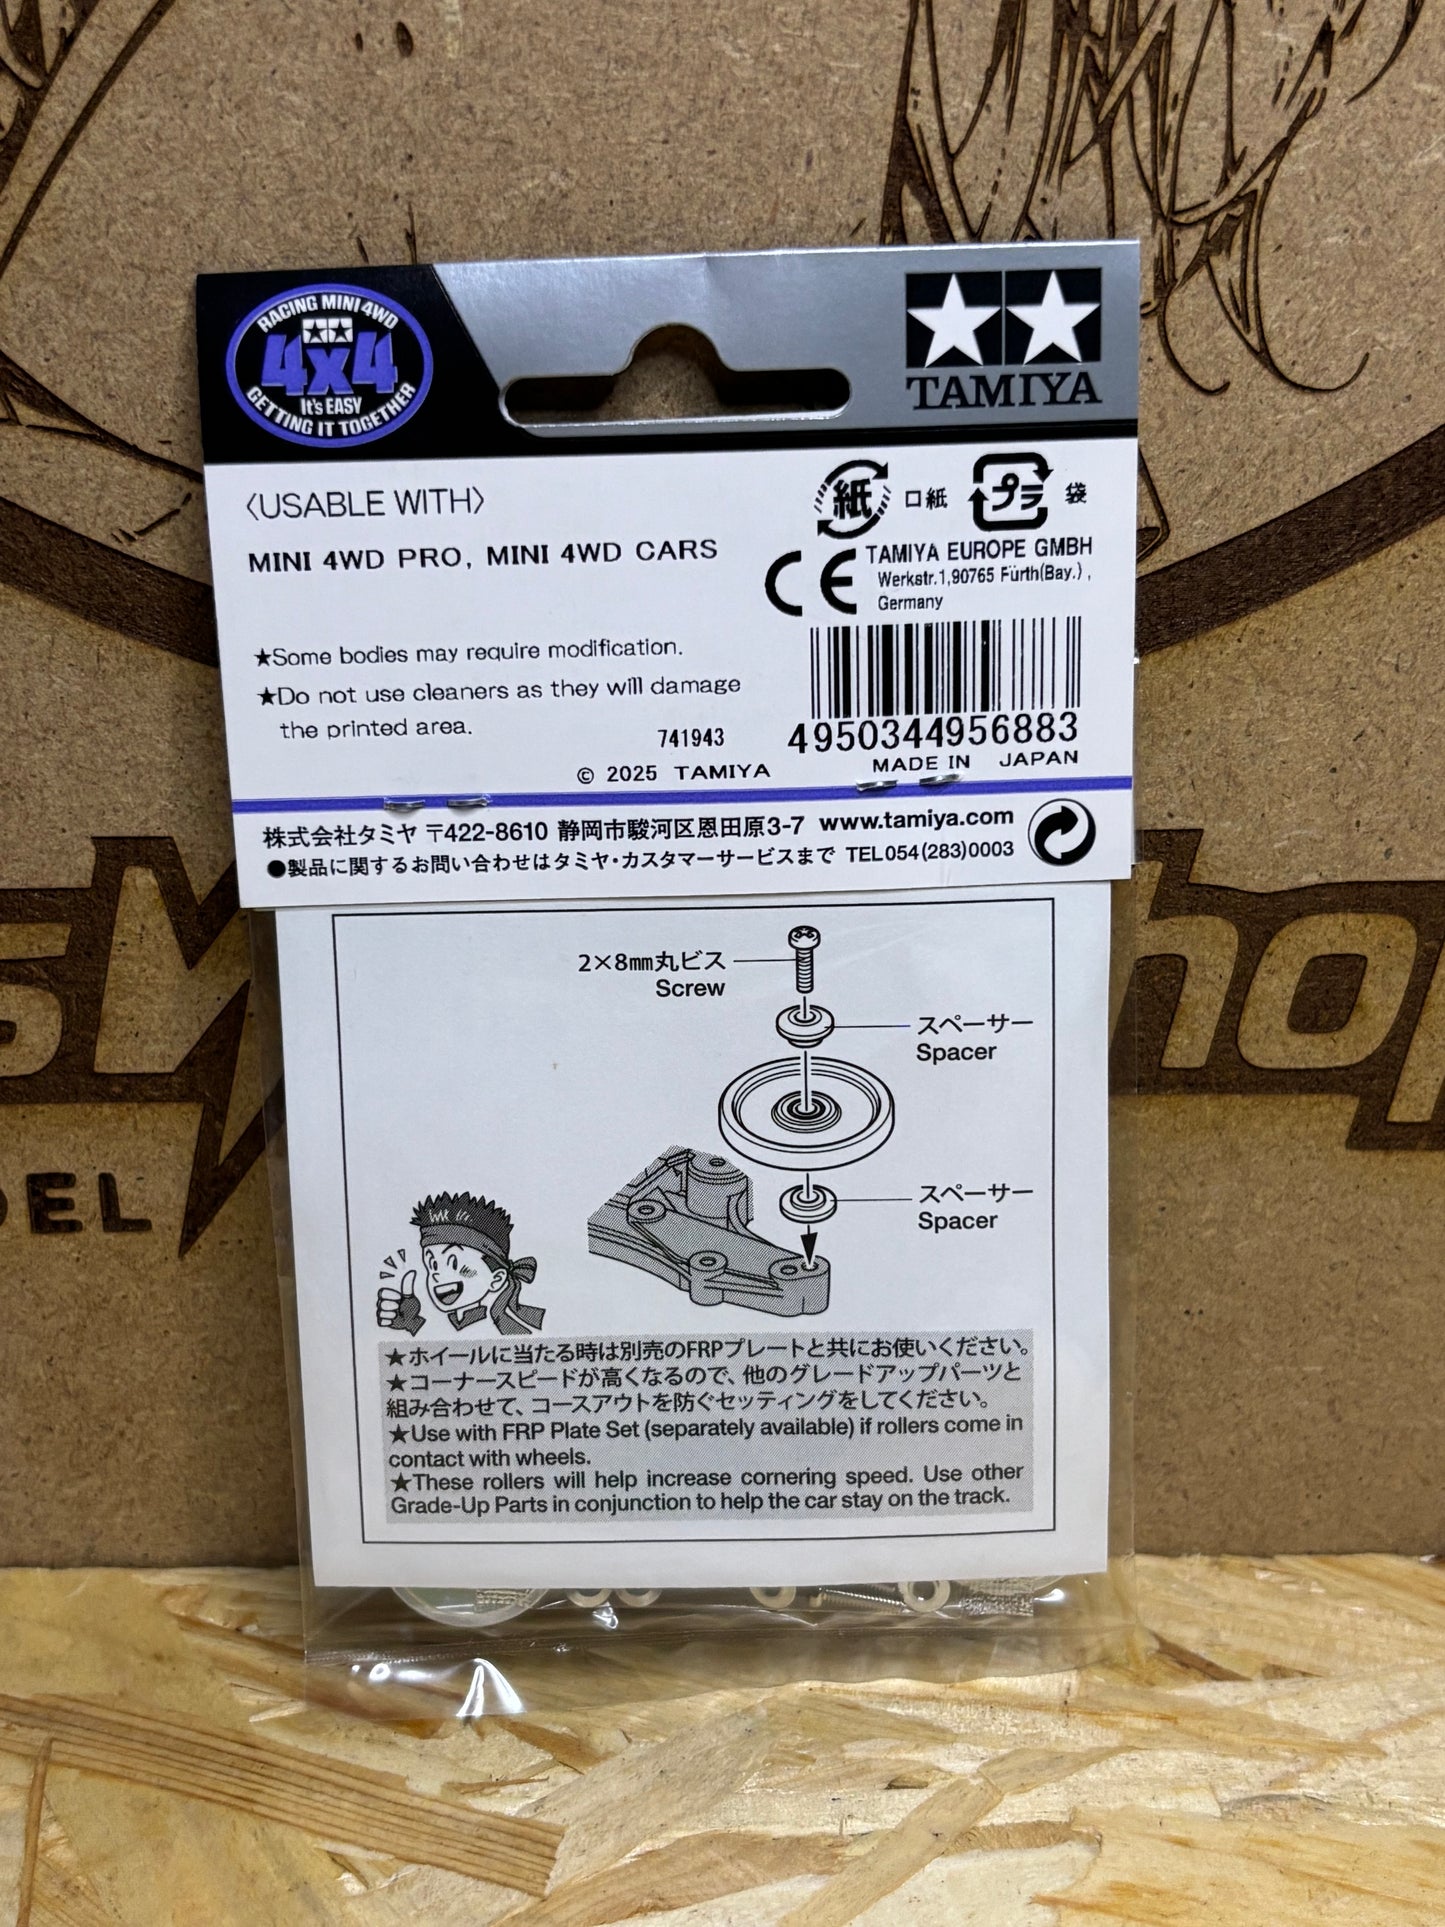 RACING MINI 4WD
4x4
It's EASY
GETTING IT TOGETHER
TAMIYA
〈USABLE WITH〉
MINI 4WD PRO, MINI 4WD CARS
紙 口紙 プラ 袋
CE
TAMIYA EUROPE GMBH
Werkstr.1,90765 Fürth(Bay.),
Germany
★Some bodies may require modification.
★Do not use cleaners as they will damage
the printed area.
741943
4950344956883
© 2025 TAMIYA
MADE IN JAPAN
株式会社タミヤ 〒422-8610 静岡市駿河区恩田原3-7 www.tamiya.com
●製品に関するお問い合わせはタミヤ・カスタマーサービスまで TEL054(283)0003
2×8mm丸ビス
Screw
スペーサー
Spacer
スペーサー
Spacer
★ホイールに当たる時は別売のFRPプレートと共にお使いください。
★コーナースピードが高くなるので、他のグレードアップパーツと
組み合わせて、コースアウトを防ぐセッティングをしてください。
★Use with FRP Plate Set (separately available) if rollers come in
contact with wheels.
★These rollers will help increase cornering speed. Use other
Grade-Up Parts in conjunction to help the car stay on the track.